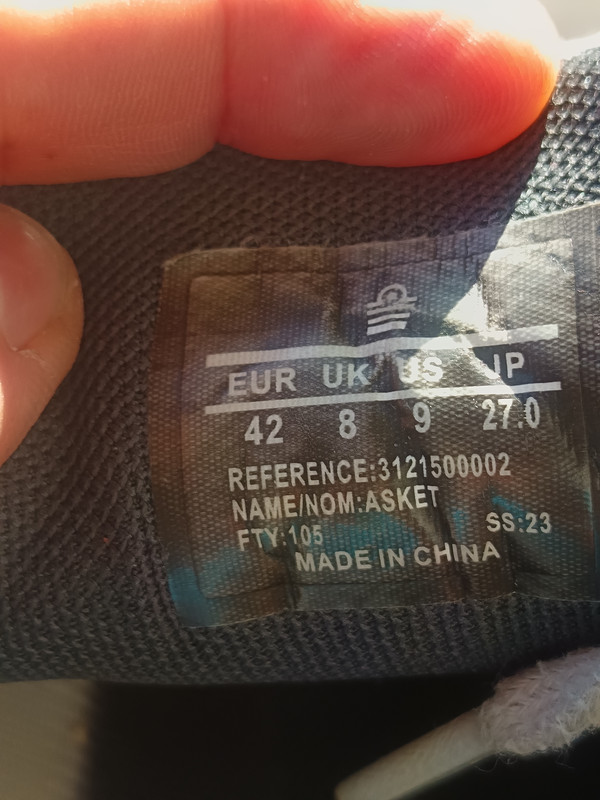 EUR UK US JP
42 8 9 27.0
REFERENCE:3121500002
NAME/NOM:ASKET
FTY:105 SS:23
MADE IN CHINA